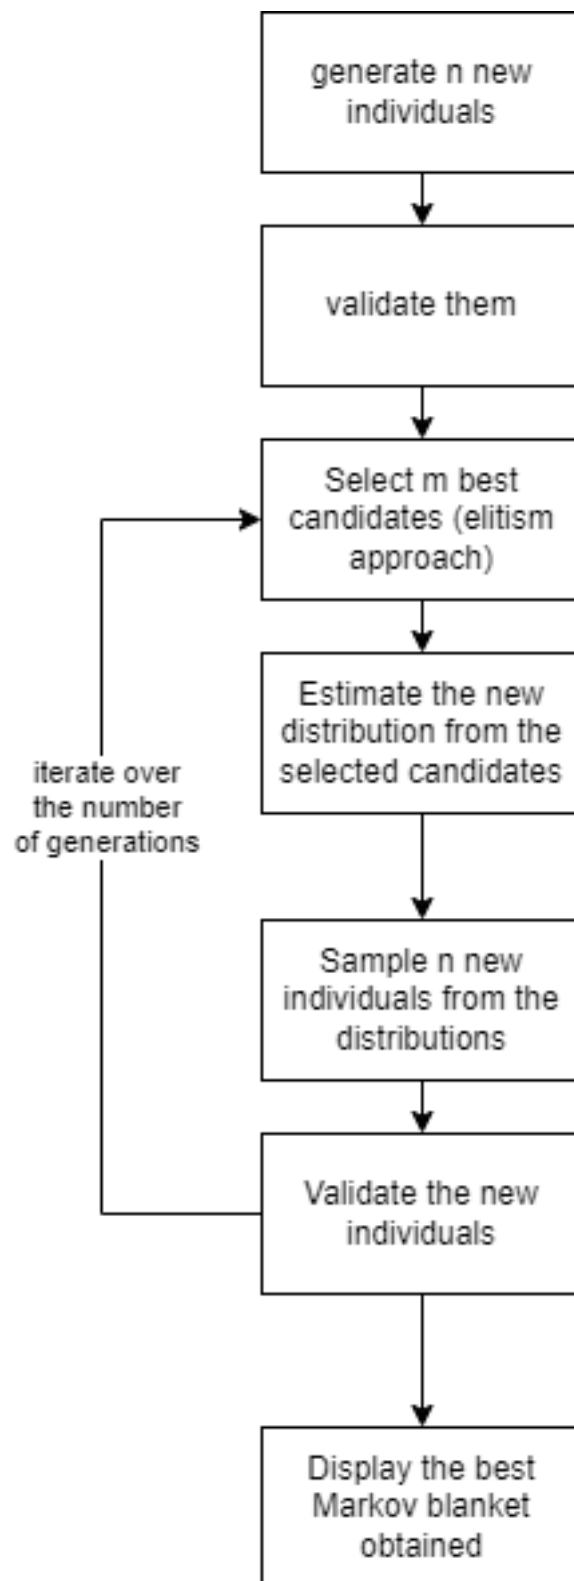 generate n new
individuals
validate them
Select m best
candidates (elitism
approach)
Estimate the new
distribution from the
selected candidates
iterate over
the number
of generations
Sample n new
individuals from the
distributions
Validate the new
individuals
Display the best
Markov blanket
obtained